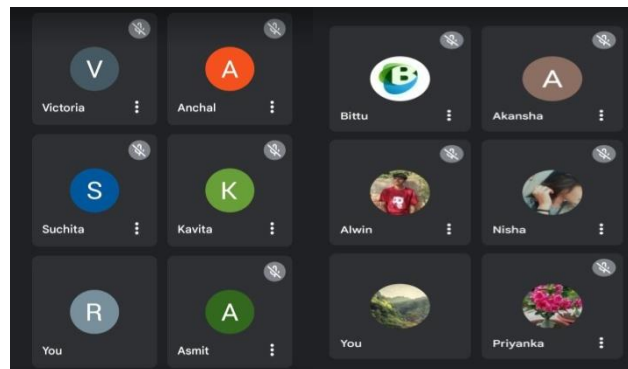 V
A
Victoria
Anchal
S
K
Suchita
Kavita
R
A
You
Asmit
B
A
Bittu
Akansha
Alwin
Nisha
You
Priyanka